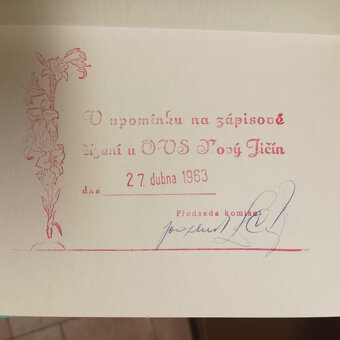 V upomínku na zápisové
řízení u OVS Nový Jičín
dne 27. dubna 1963
Předseda komise: